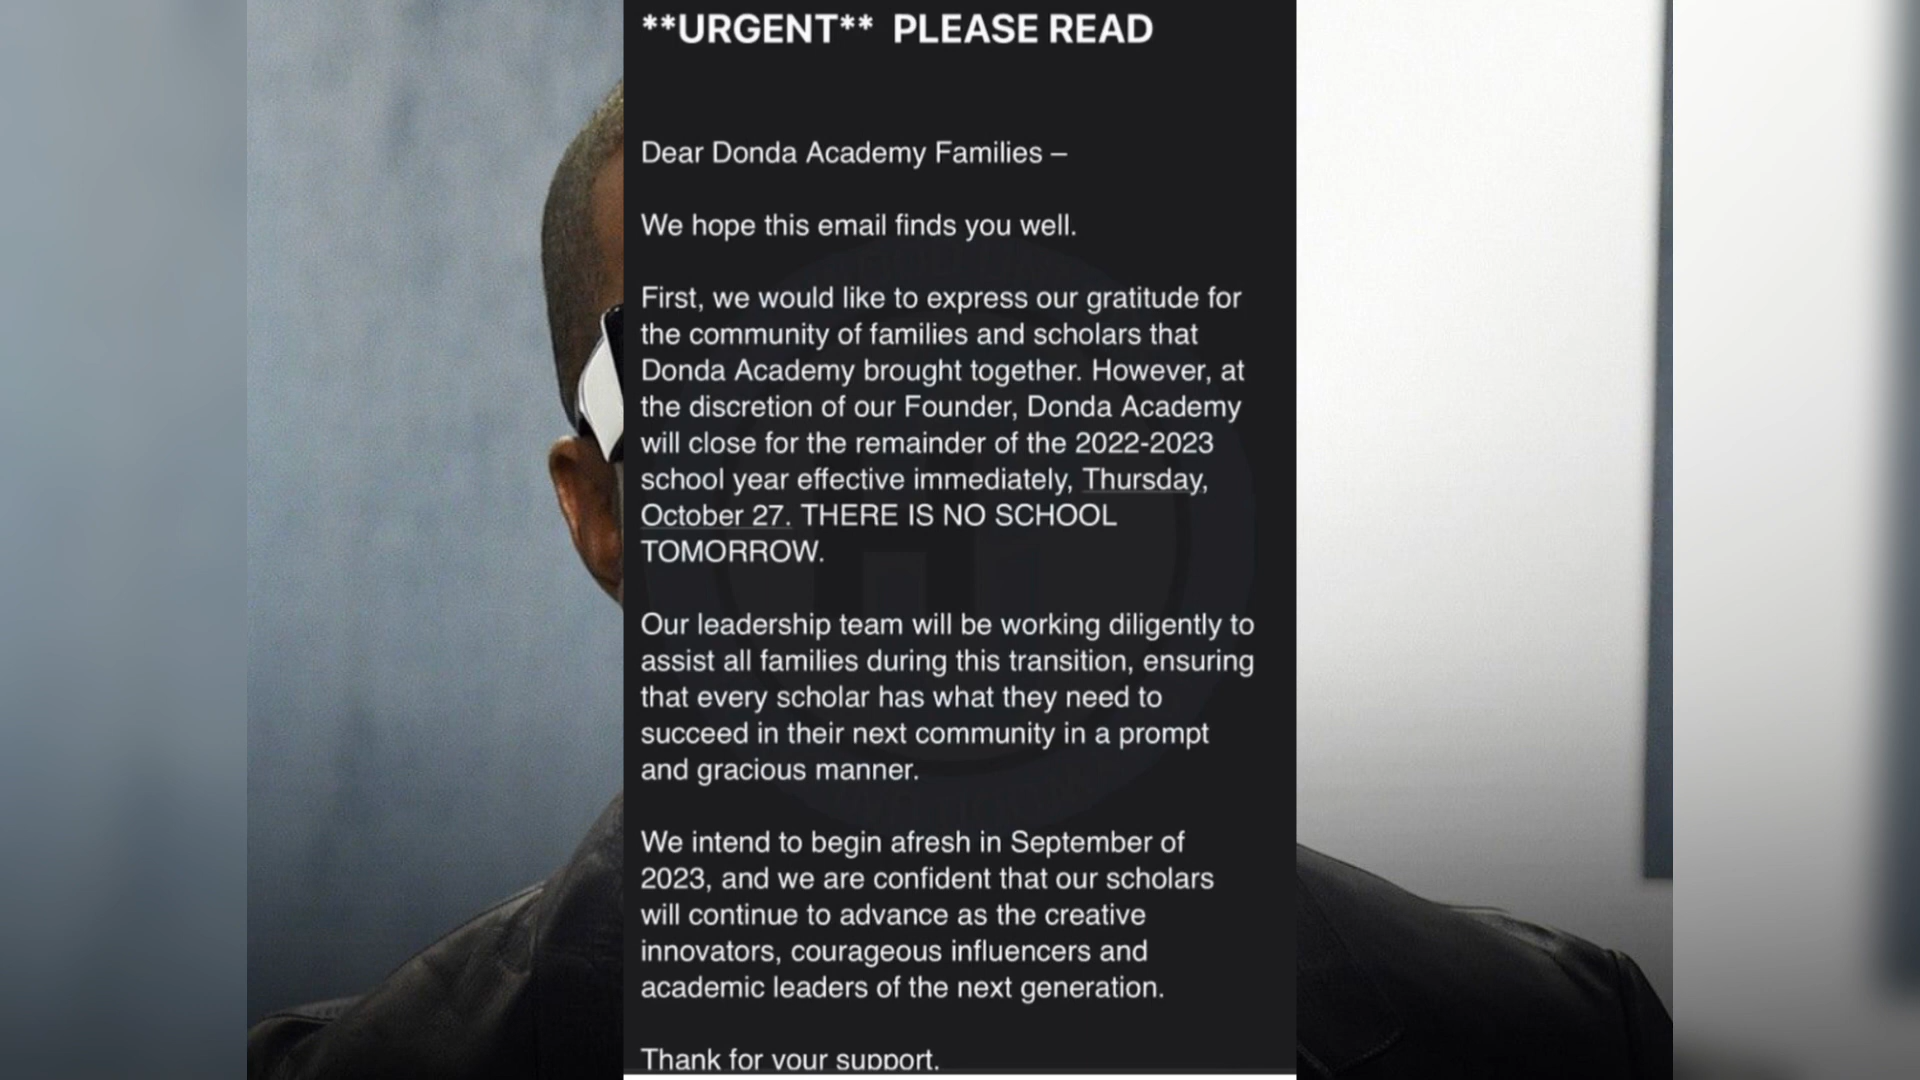 **URGENT** PLEASE READ
Dear Donda Academy Families –
We hope this email finds you well.
First, we would like to express our gratitude for
the community of families and scholars that
Donda Academy brought together. However, at
the discretion of our Founder, Donda Academy
will close for the remainder of the 2022-2023
school year effective immediately, Thursday,
October 27. THERE IS NO SCHOOL
TOMORROW.
Our leadership team will be working diligently to
assist all families during this transition, ensuring
that every scholar has what they need to
succeed in their next community in a prompt
and gracious manner.
We intend to begin afresh in September of
2023, and we are confident that our scholars
will continue to advance as the creative
innovators, courageous influencers and
academic leaders of the next generation.
Thank for your support.